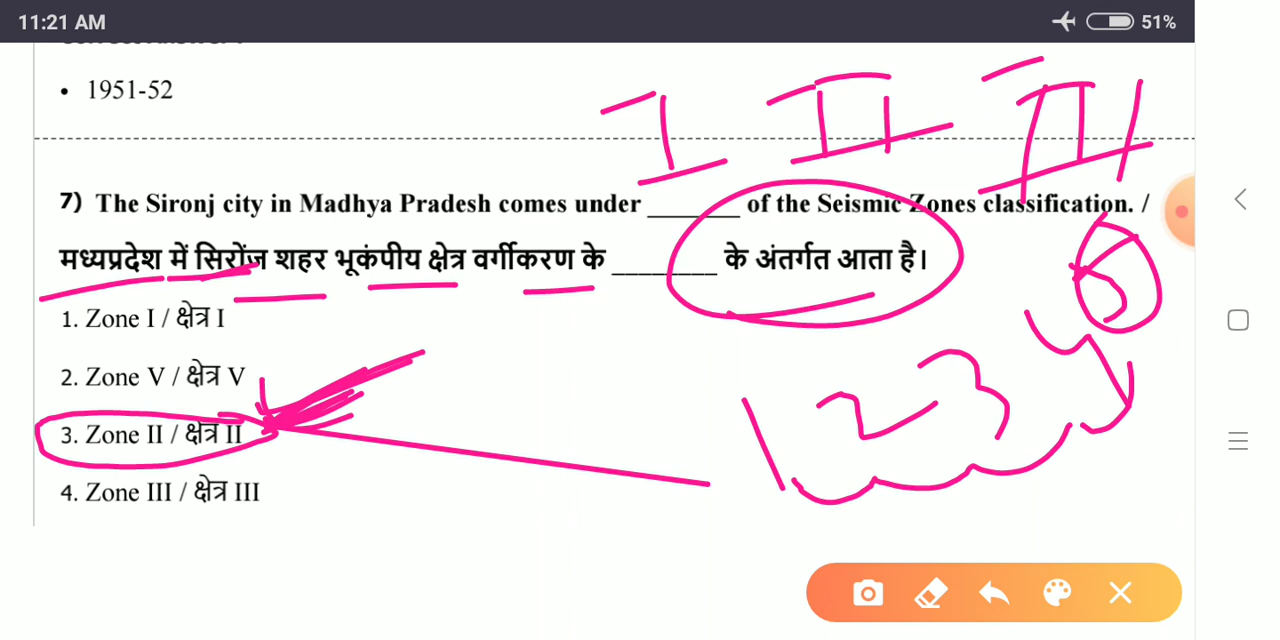 11:21 AM
51%
• 1951-52
I II III
7) The Sironj city in Madhya Pradesh comes under ______ of the Seismic Zones classification. /
मध्यप्रदेश में सिरोंज शहर भूकंपीय क्षेत्र वर्गीकरण के ________ के अंतर्गत आता है।
1. Zone I / क्षेत्र I
2. Zone V / क्षेत्र V
3. Zone II / क्षेत्र II
4. Zone III / क्षेत्र III
1 2 3 4 5